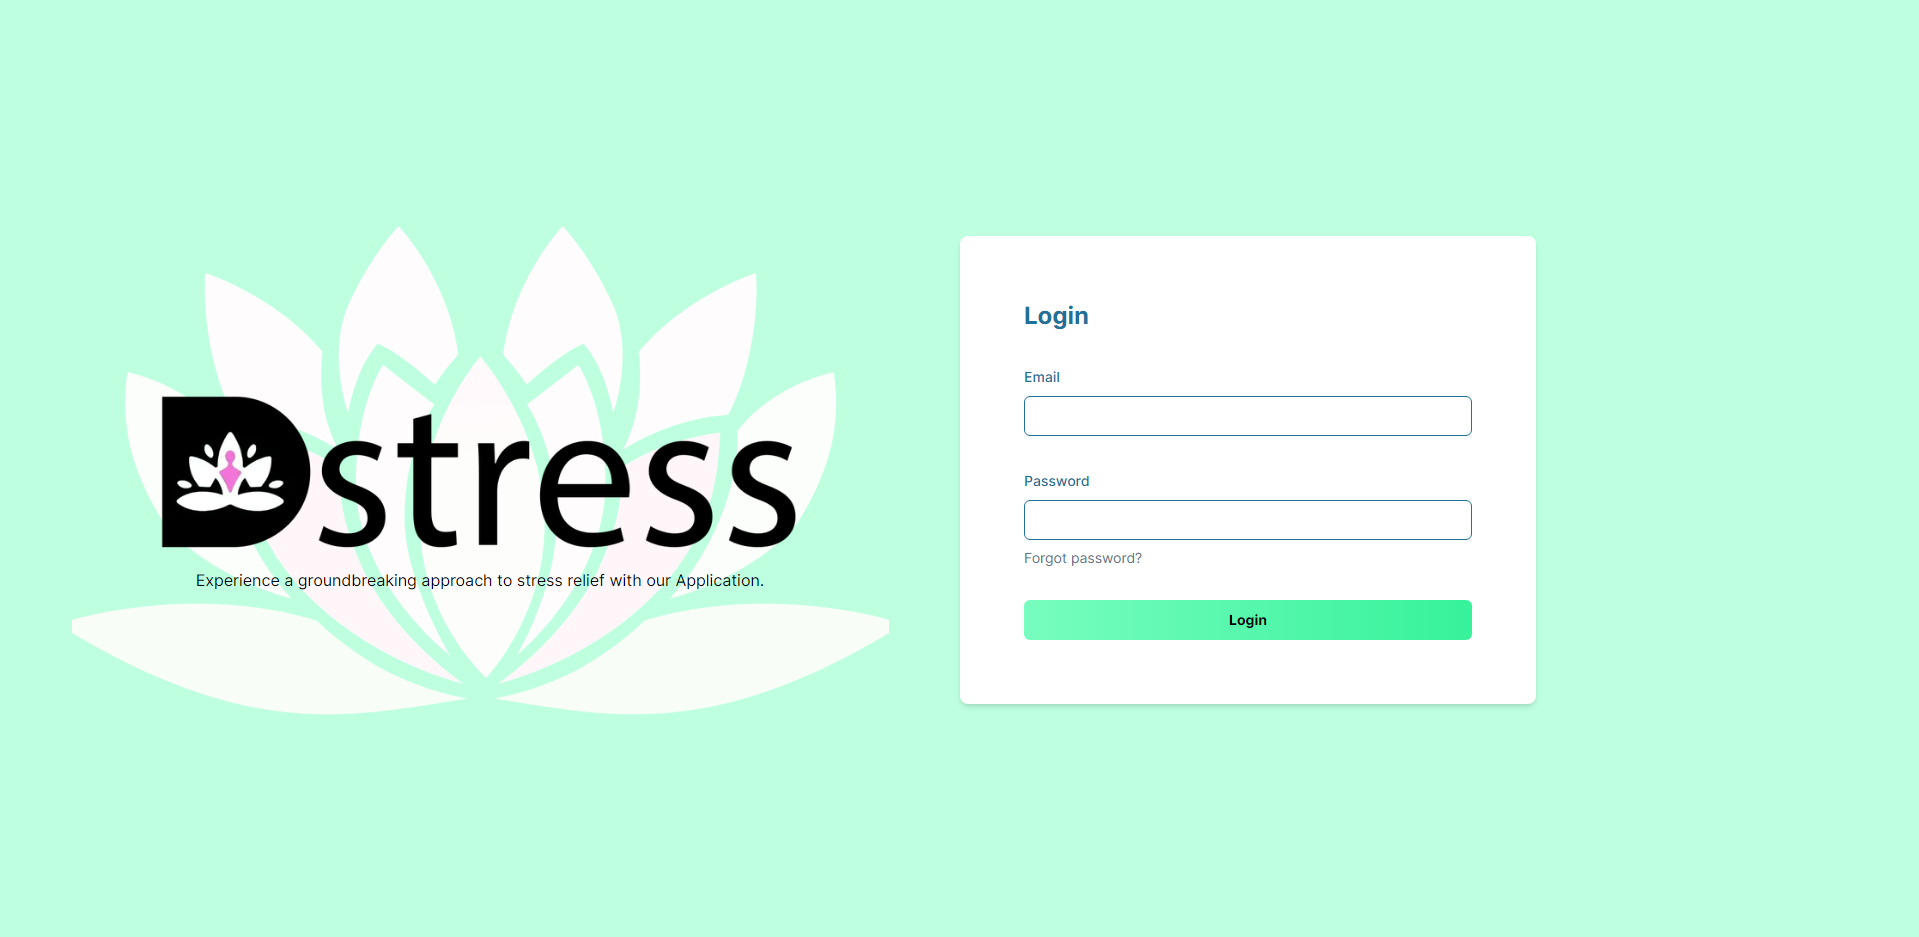 Dstress
Experience a groundbreaking approach to stress relief with our Application.
Login
Email
Password
Forgot password?
Login